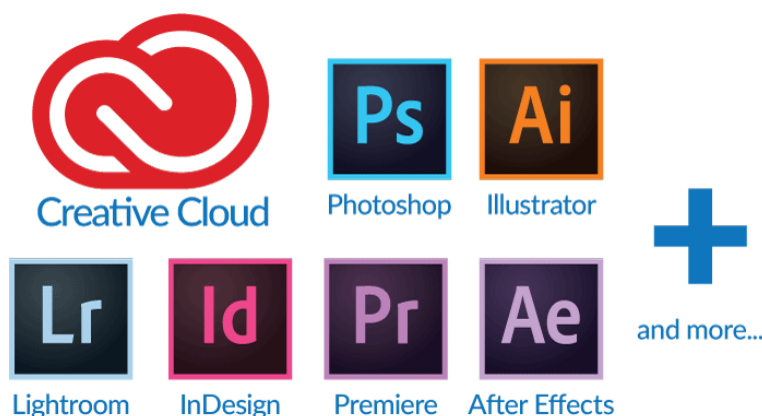 Ps
Ai
Creative Cloud
Photoshop
Illustrator
Lr
Id
Pr
Ae
and more...
Lightroom
InDesign
Premiere
After Effects